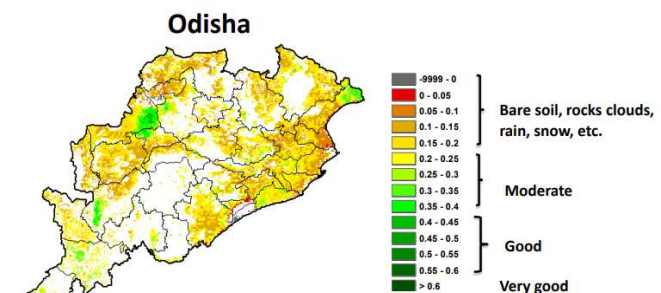 Odisha
-9999 - 0
0 - 0.05
0.05 - 0.1
0.1 - 0.15
0.15 - 0.2
0.2 - 0.25
0.25 - 0.3
0.3 - 0.35
0.35 - 0.4
0.4 - 0.45
0.45 - 0.5
0.5 - 0.55
0.55 - 0.6
> 0.6
Bare soil, rocks clouds,
rain, snow, etc.
Moderate
Good
Very good